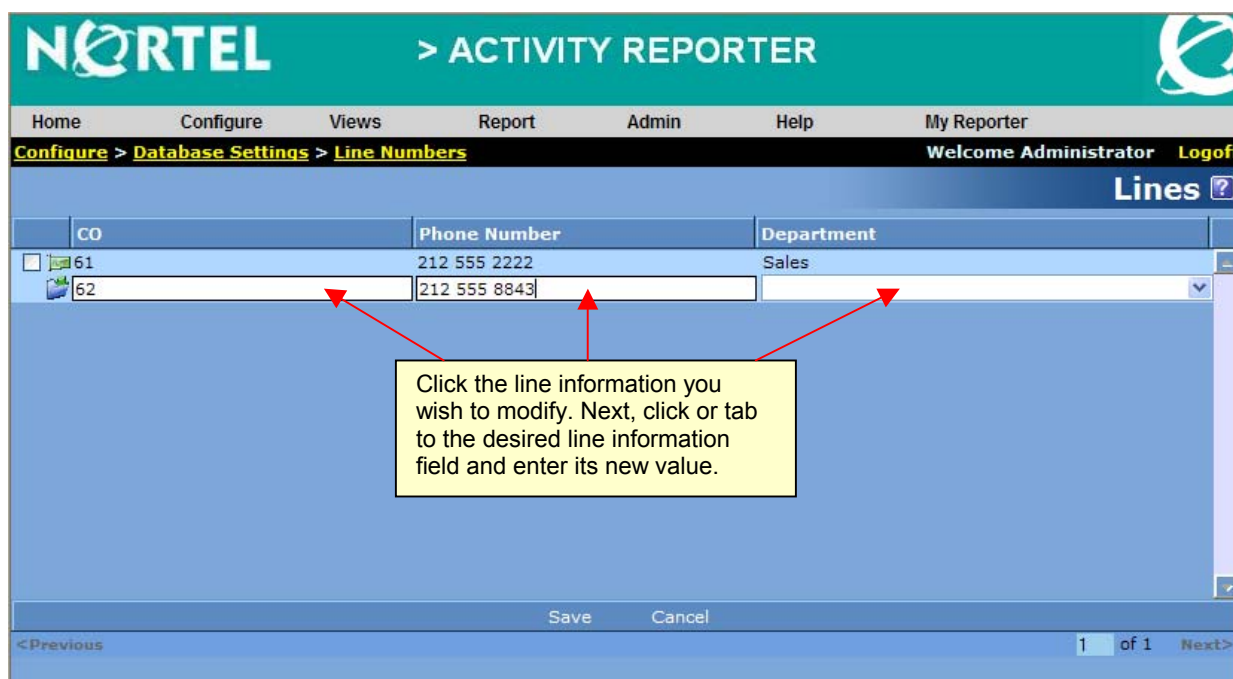 NORTEL > ACTIVITY REPORTER
Home Configure Views Report Admin Help My Reporter
Configure > Database Settings > Line Numbers Welcome Administrator Logof
Lines ?
CO Phone Number Department
61 212 555 2222 Sales
62 212 555 8843
Click the line information you
wish to modify. Next, click or tab
to the desired line information
field and enter its new value.
Save Cancel
<Previous 1 of 1 Next>